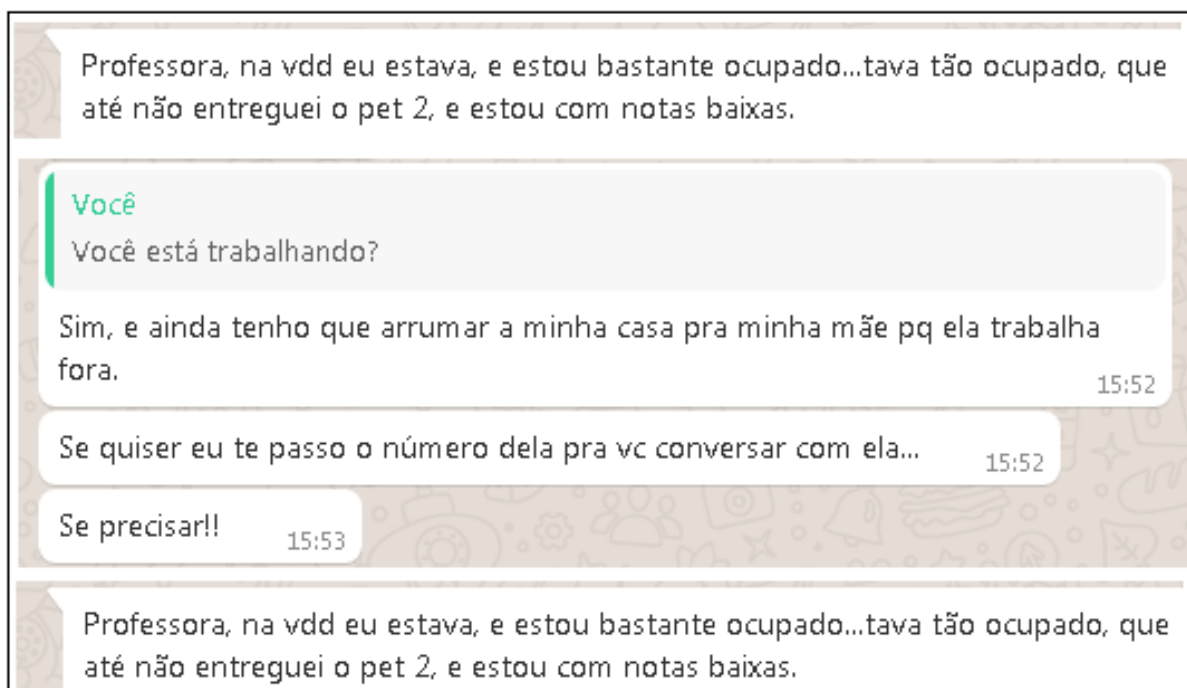 Professora, na vdd eu estava, e estou bastante ocupado...tava tão ocupado, que
até não entreguei o pet 2, e estou com notas baixas.
Você
Você está trabalhando?
Sim, e ainda tenho que arrumar a minha casa pra minha mãe pq ela trabalha
fora.
15:52
Se quiser eu te passo o número dela pra vc conversar com ela... 15:52
Se precisar!! 15:53
Professora, na vdd eu estava, e estou bastante ocupado...tava tão ocupado, que
até não entreguei o pet 2, e estou com notas baixas.